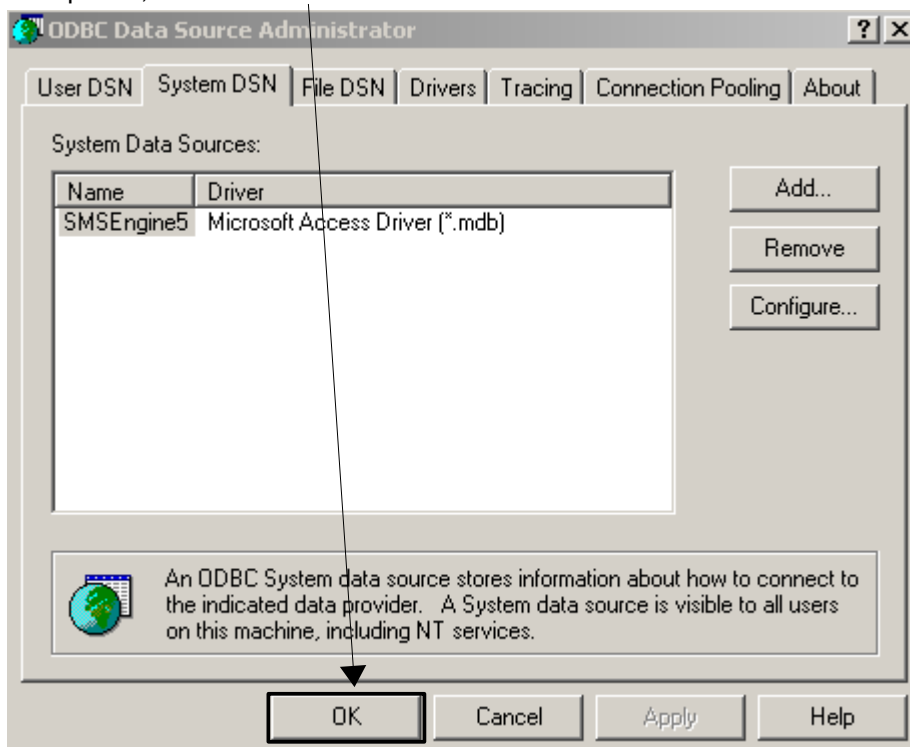 ODBC Data Source Administrator
User DSN System DSN File DSN Drivers Tracing Connection Pooling About
System Data Sources:
Name Driver
SMSEngine5 Microsoft Access Driver (*.mdb)
Add...
Remove
Configure...
An ODBC System data source stores information about how to connect to
the indicated data provider. A System data source is visible to all users
on this machine, including NT services.
OK Cancel Apply Help